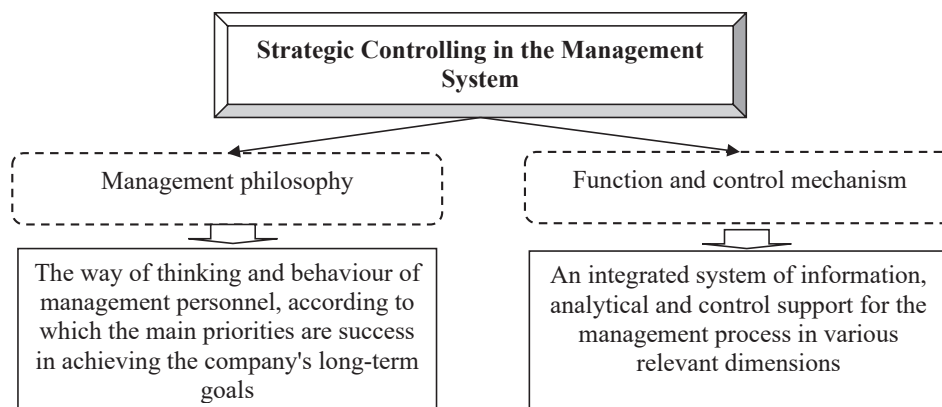 Strategic Controlling in the Management
System
Management philosophy
Function and control mechanism
The way of thinking and behaviour of
management personnel, according to
which the main priorities are success
in achieving the company's long-term
goals
An integrated system of information,
analytical and control support for the
management process in various
relevant dimensions